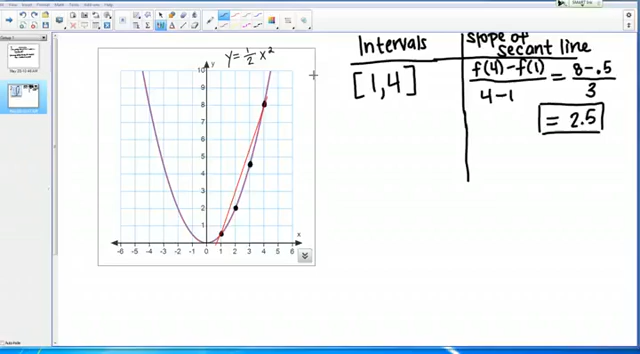 y = 1/2 x²
Intervals
slope of
secant line
[1,4]
f(4) – f(1) / 4 – 1 = 8 – .5 / 3
= 2.5
y
10
9
8
7
6
5
4
3
2
1
-6 -5 -4 -3 -2 -1 0 1 2 3 4 5 6
x